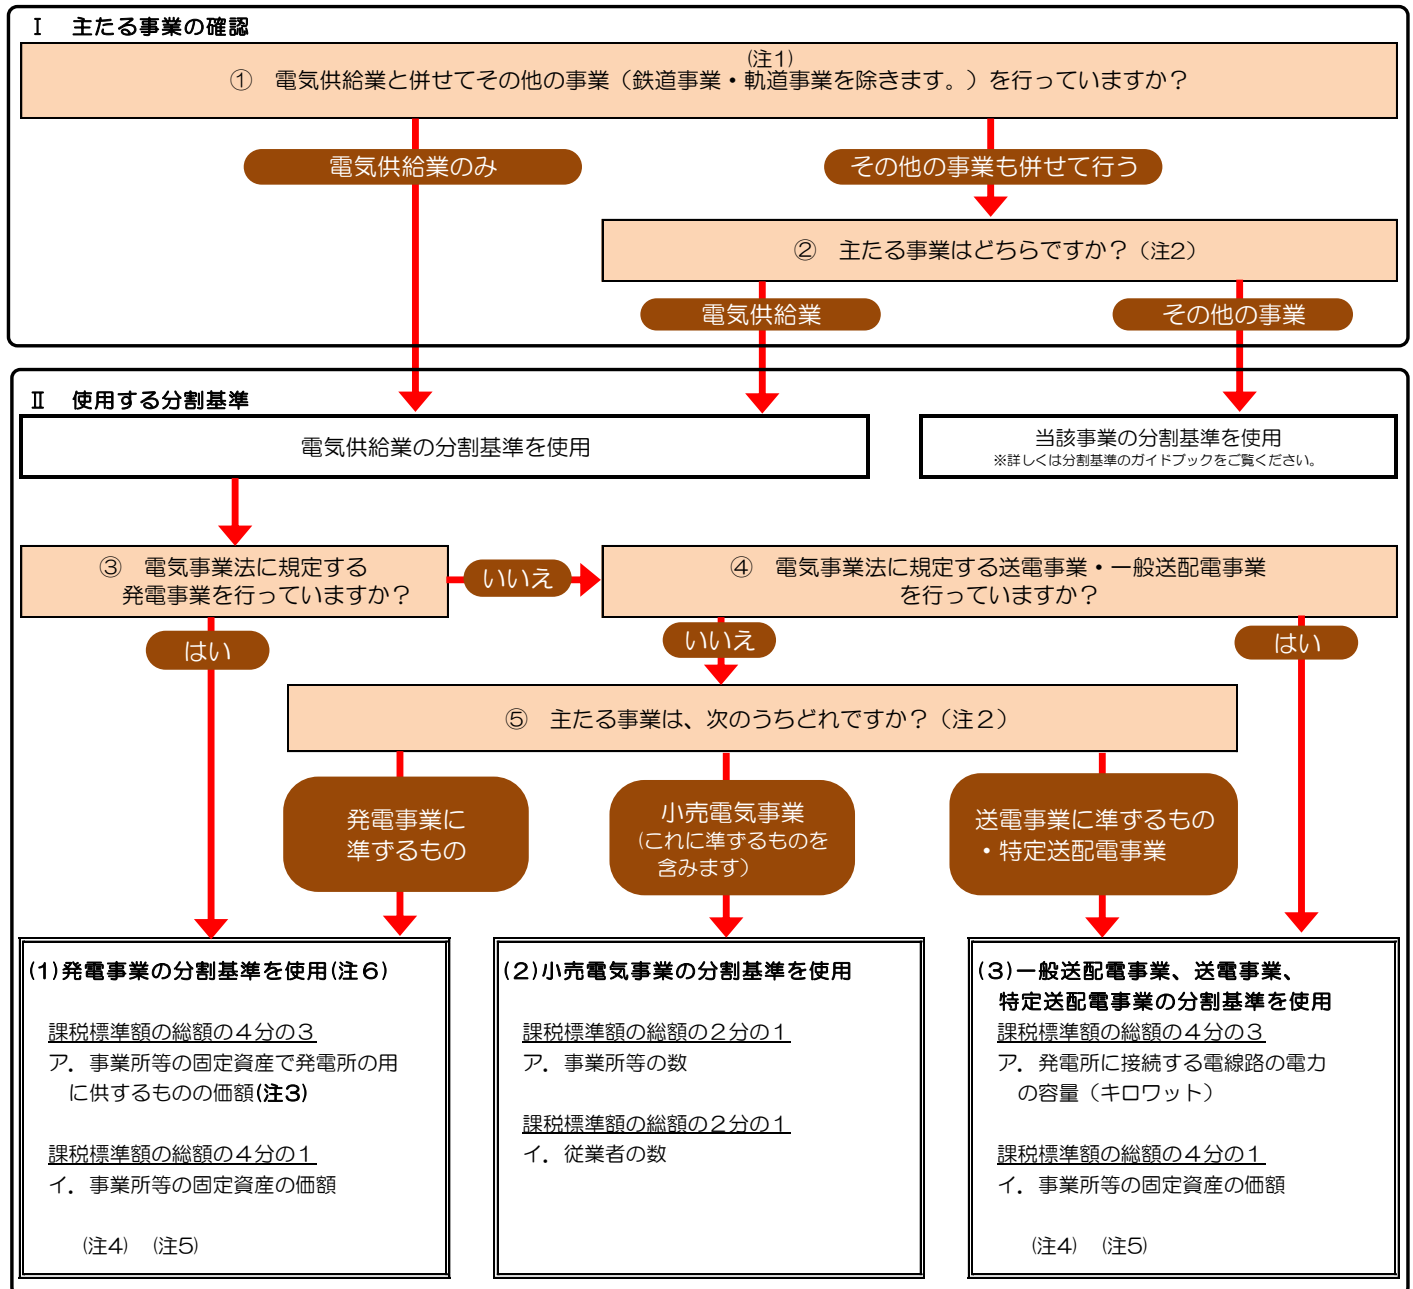 Ⅰ　主たる事業の確認
(注1)
①　電気供給業と併せてその他の事業（鉄道事業・軌道事業を除きます。）を行っていますか？
電気供給業のみ
その他の事業も併せて行う
②　主たる事業はどちらですか？（注2）
電気供給業
その他の事業
Ⅱ　使用する分割基準
電気供給業の分割基準を使用
当該事業の分割基準を使用
※詳しくは分割基準のガイドブックをご覧ください。
③　電気事業法に規定する
発電事業を行っていますか？
いいえ
④　電気事業法に規定する送電事業・一般送配電事業
を行っていますか？
はい
いいえ
はい
⑤　主たる事業は、次のうちどれですか？（注２）
発電事業に
準ずるもの
小売電気事業
(これに準ずるものを
含みます）
送電事業に準ずるもの
・特定送配電事業
(１)発電事業の分割基準を使用(注６)
課税標準額の総額の４分の３
ア．事業所等の固定資産で発電所の用
に供するものの価額(注3)
課税標準額の総額の４分の１
イ．事業所等の固定資産の価額
(注4)　(注5)
(２)小売電気事業の分割基準を使用
課税標準額の総額の２分の１
ア．事業所等の数
課税標準額の総額の２分の１
イ．従業者の数
(３)一般送配電事業、送電事業、
特定送配電事業の分割基準を使用
課税標準額の総額の４分の３
ア．発電所に接続する電線路の電力
の容量（キロワット）
課税標準額の総額の４分の１
イ．事業所等の固定資産の価額
(注4)　(注5)